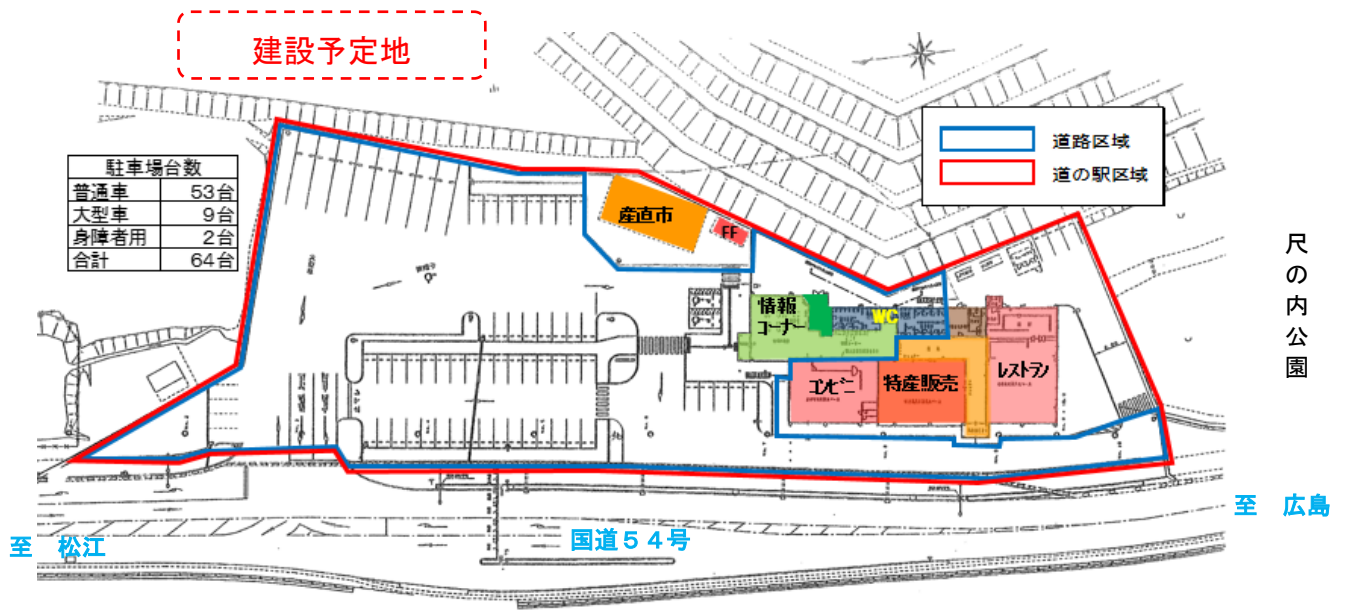 建設予定地
道路区域
道の駅区域
駐車場台数
普通車 53台
大型車 9台
身障者用 2台
合計 64台
産直市
FF
情報
コーナー
WC
コンビニ
特産販売
レストラン
尺の内公園
至 広島
至 松江
国道54号